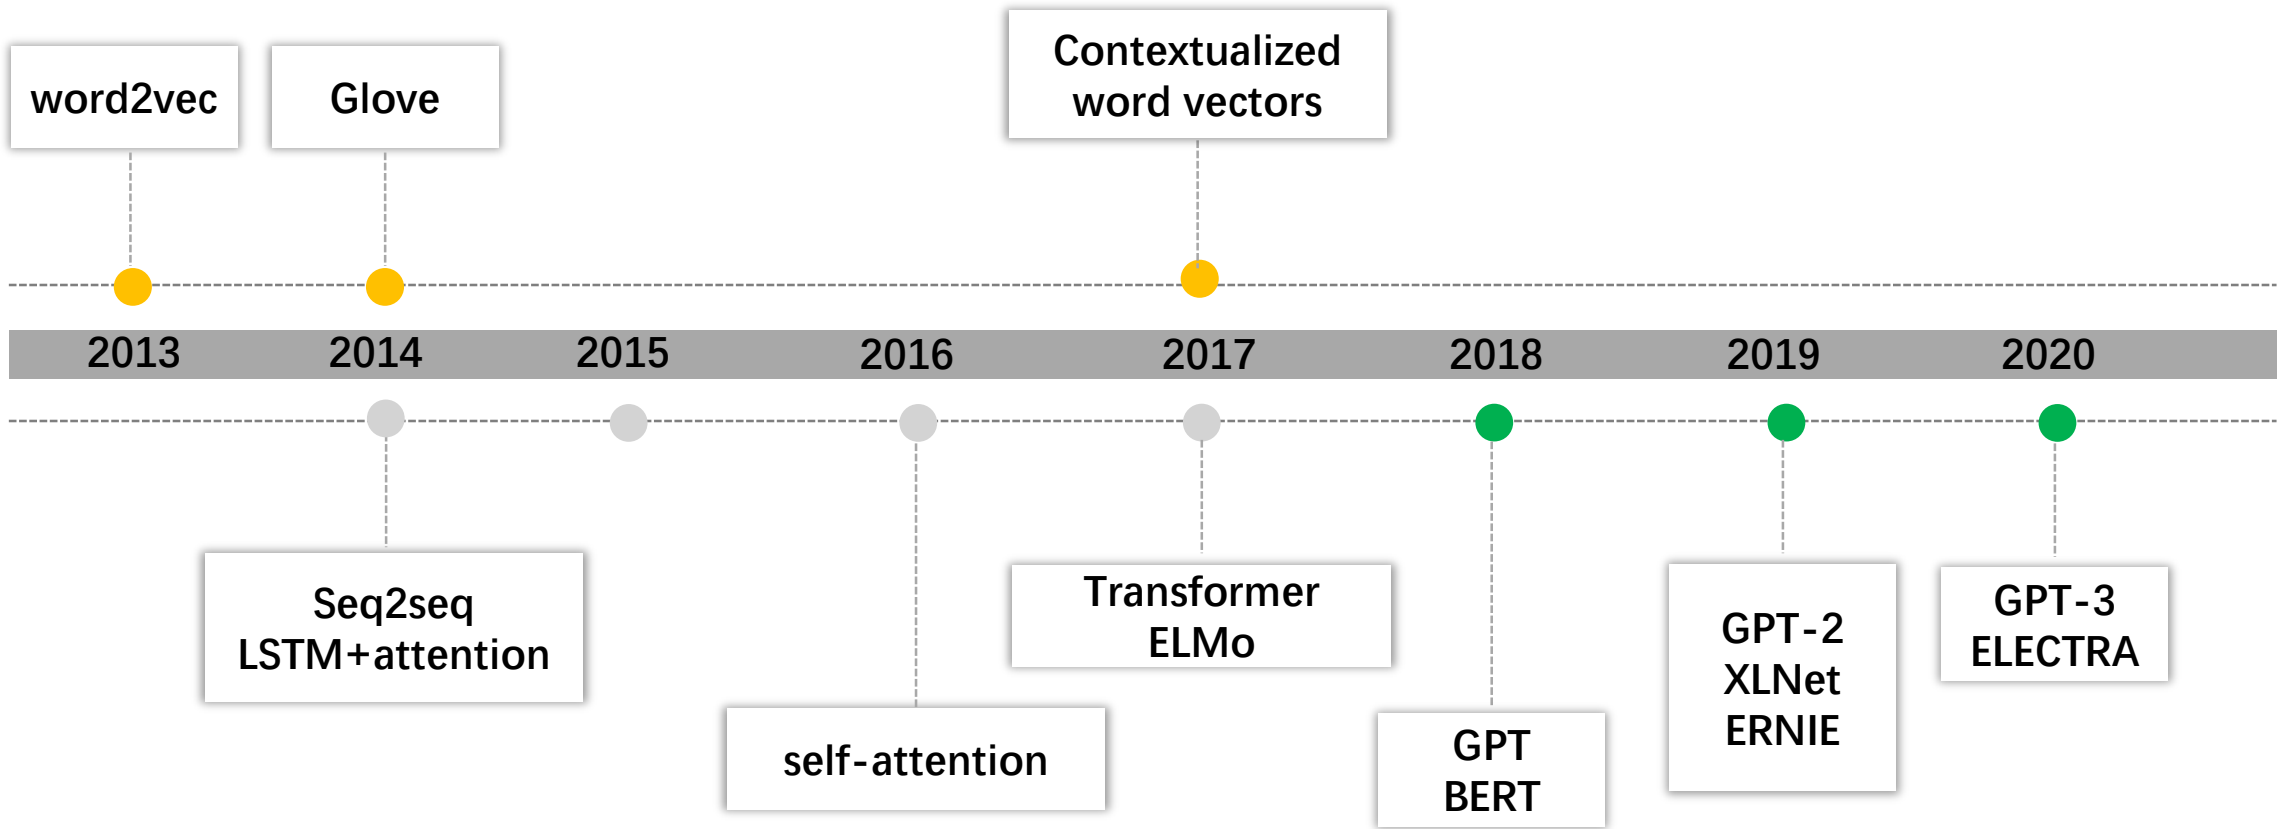 word2vec
Glove
Contextualized
word vectors
2013
2014
2015
2016
2017
2018
2019
2020
Seq2seq
LSTM+attention
self-attention
Transformer
ELMo
GPT
BERT
GPT-2
XLNet
ERNIE
GPT-3
ELECTRA